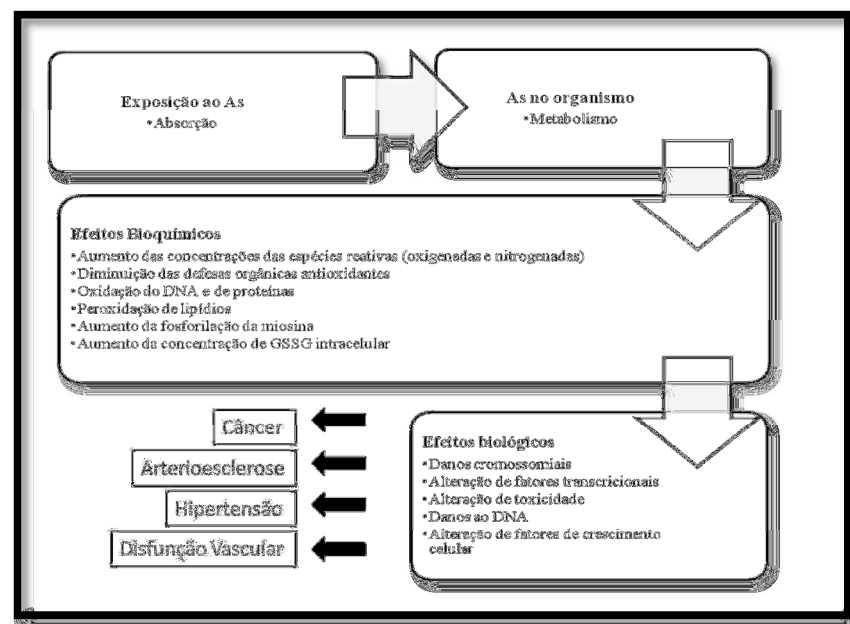 Exposição ao As
•Absorção
As no organismo
•Metabolismo
Efeitos Bioquímicos
•Aumento das concentrações das espécies reativas (oxigenadas e nitrogenadas)
•Diminuição das defesas orgânicas antioxidantes
•Oxidação do DNA e de proteínas
•Peroxidação de lipídios
•Aumento da fosforilação da miosina
•Aumento da concentração de GSSG intracelular
Câncer
Arterioesclerose
Hipertensão
Disfunção Vascular
Efeitos biológicos
•Danos cromossomiais
•Alteração de fatores transcricionais
•Alteração de toxicidade
•Danos ao DNA
•Alteração de fatores de crescimento
celular